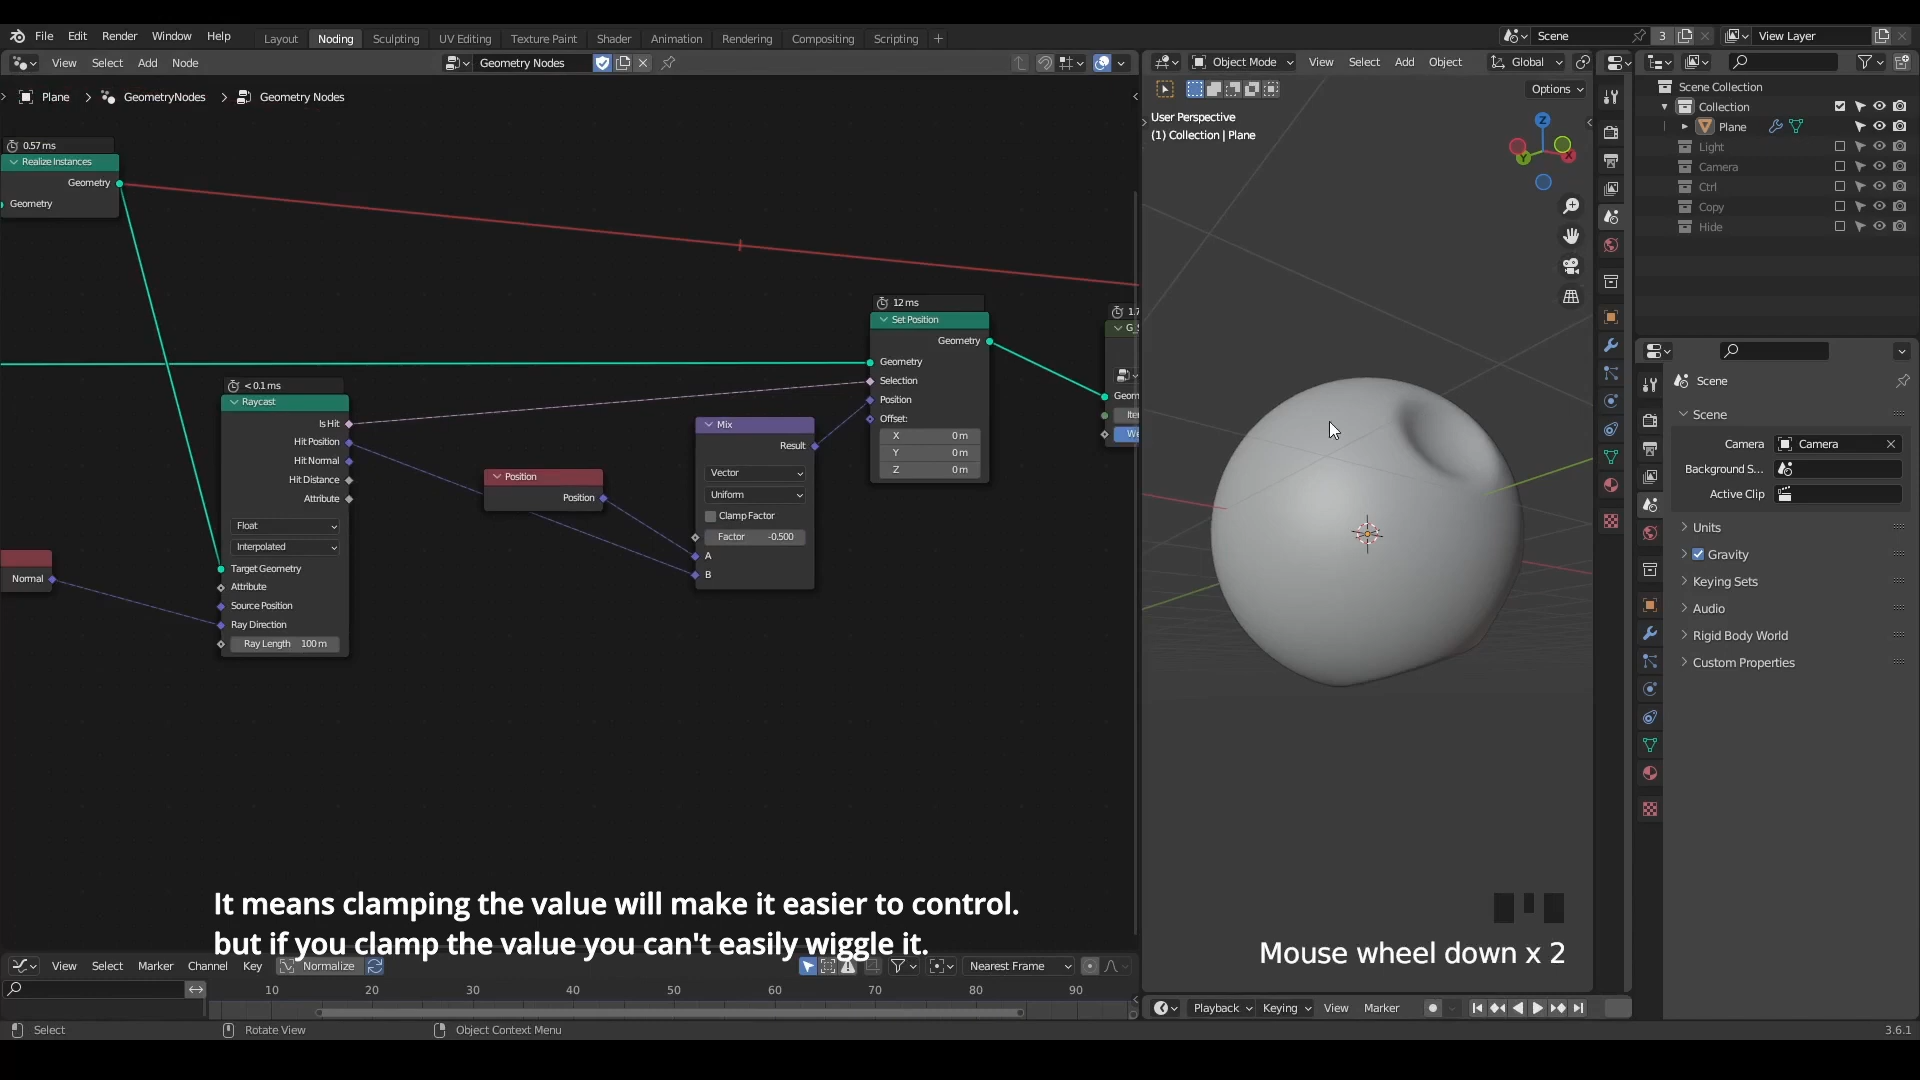 File Edit Render Window Help Layout Noding Sculpting UV Editing Texture Paint Shader Animation Rendering Compositing Scripting + Scene 3 View Layer
View Select Add Node Geometry Nodes Object Mode View Select Add Object Global
Plane > GeometryNodes > Geometry Nodes
Options
User Perspective
(1) Collection | Plane
Z
X
Y
Scene Collection
Collection
Plane
Light
Camera
Ctrl
Copy
Hide
0.57 ms
Realize Instances
Geometry
Geometry
12 ms
Set Position
Geometry
Geometry
Selection
Position
Offset:
X 0 m
Y 0 m
Z 0 m
< 0.1 ms
Raycast
Is Hit
Hit Position
Hit Normal
Hit Distance
Attribute
Float
Interpolated
Target Geometry
Attribute
Source Position
Ray Direction
Ray Length 100 m
Normal
Position
Position
Mix
Result
Vector
Uniform
Clamp Factor
Factor -0.500
A
B
Scene
Scene
Camera Camera
Background S...
Active Clip
Units
Gravity
Keying Sets
Audio
Rigid Body World
Custom Properties
It means clamping the value will make it easier to control.
but if you clamp the value you can't easily wiggle it.
Mouse wheel down x 2
View Select Marker Channel Key Normalize Nearest Frame
10 20 30 40 50 60 70 80 90
Playback Keying View Marker
Select Rotate View Object Context Menu 3.6.1